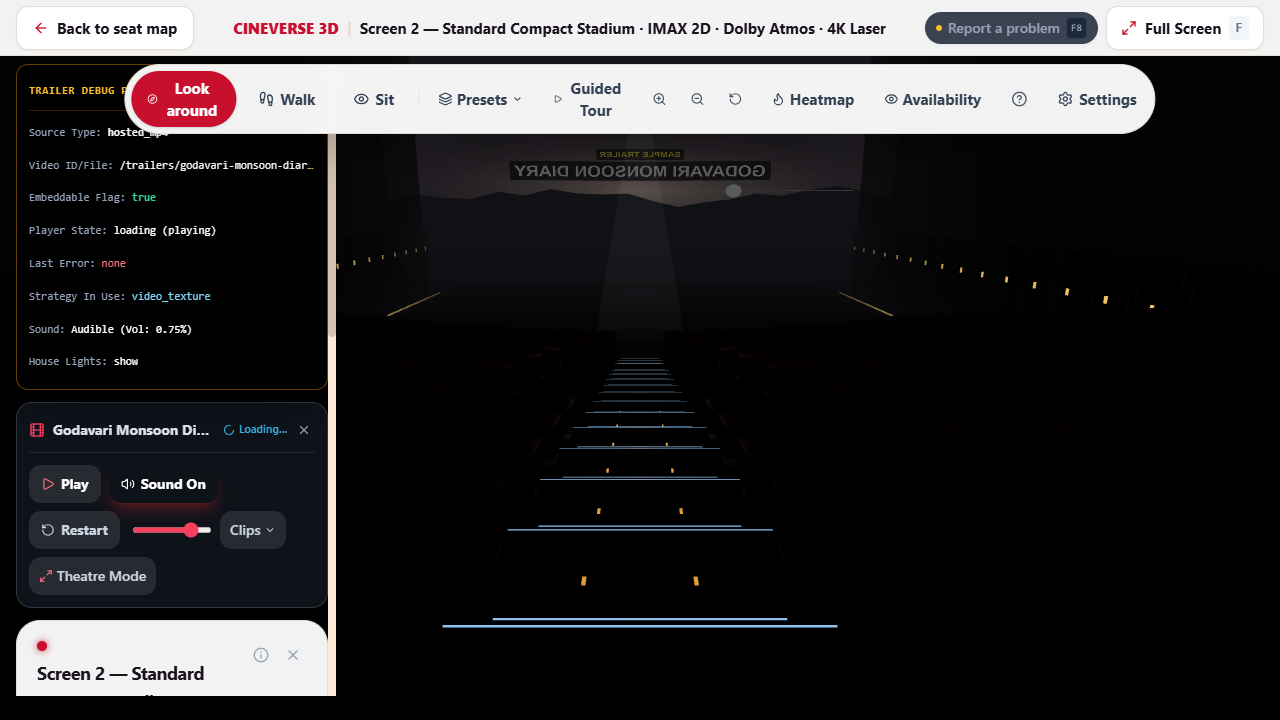 Back to seat map
CINEVERSE 3D
Screen 2 — Standard Compact Stadium · IMAX 2D · Dolby Atmos · 4K Laser
Report a problem F8
Full Screen F
TRAILER DEBUG
Look around
Walk
Sit
Presets
Guided Tour
Heatmap
Availability
Settings
Source Type: hosted_mp4
Video ID/File: /trailers/godavari-monsoon-diar…
Embeddable Flag: true
Player State: loading (playing)
Last Error: none
Strategy In Use: video_texture
Sound: Audible (Vol: 0.75%)
House Lights: show
SAMPLE TRAILER
GODAVARI MONSOON DIARY
Godavari Monsoon Di...
Loading...
Play
Sound On
Restart
Clips
Theatre Mode
Screen 2 — Standard